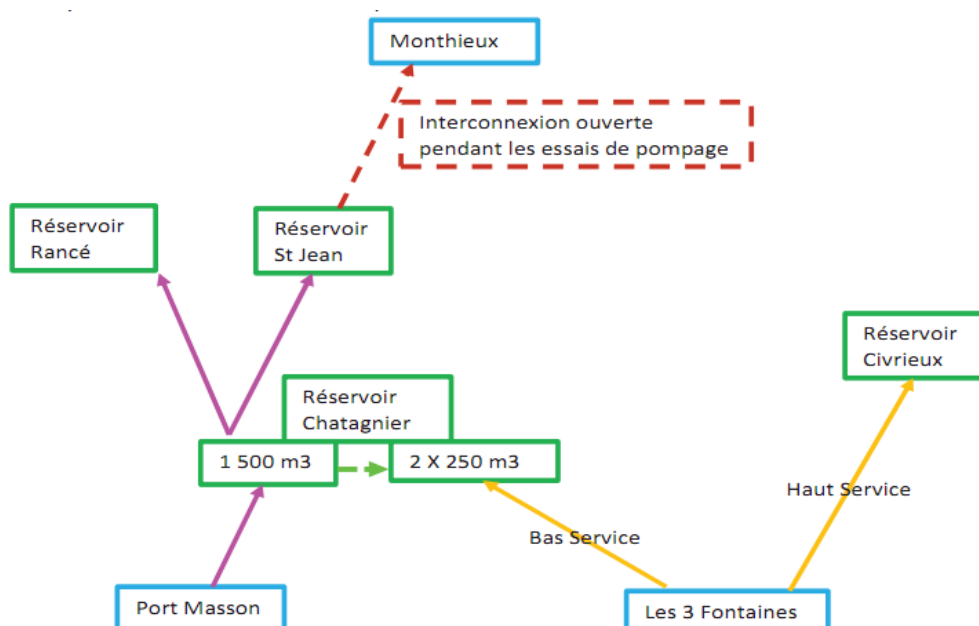 Monthieux
Interconnexion ouverte
pendant les essais de pompage
Réservoir
Rancé
Réservoir
St Jean
Réservoir
Civrieux
Réservoir
Chatagnier
1 500 m3
2 X 250 m3
Haut Service
Bas Service
Port Masson
Les 3 Fontaines